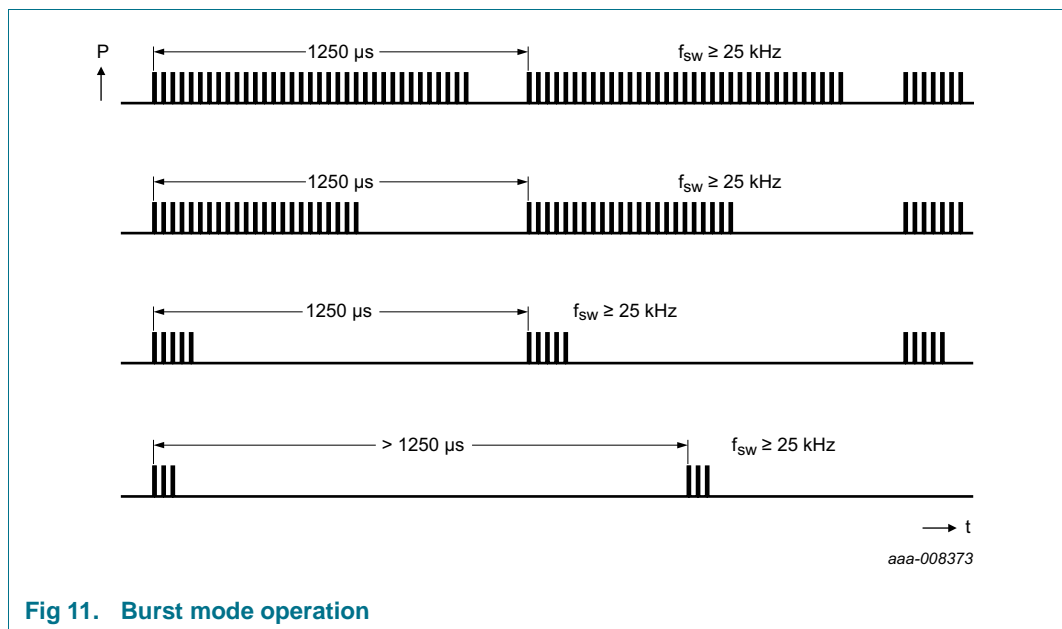 P
1250 µs
f_sw ≥ 25 kHz
1250 µs
f_sw ≥ 25 kHz
1250 µs
f_sw ≥ 25 kHz
> 1250 µs
f_sw ≥ 25 kHz
t
aaa-008373
Fig 11. Burst mode operation